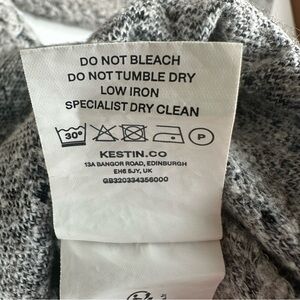 DO NOT BLEACH
DO NOT TUMBLE DRY
LOW IRON
SPECIALIST DRY CLEAN
30° P
KESTIN.CO
13A BANGOR ROAD, EDINBURGH
EH6 5JY, UK
GB320334356000